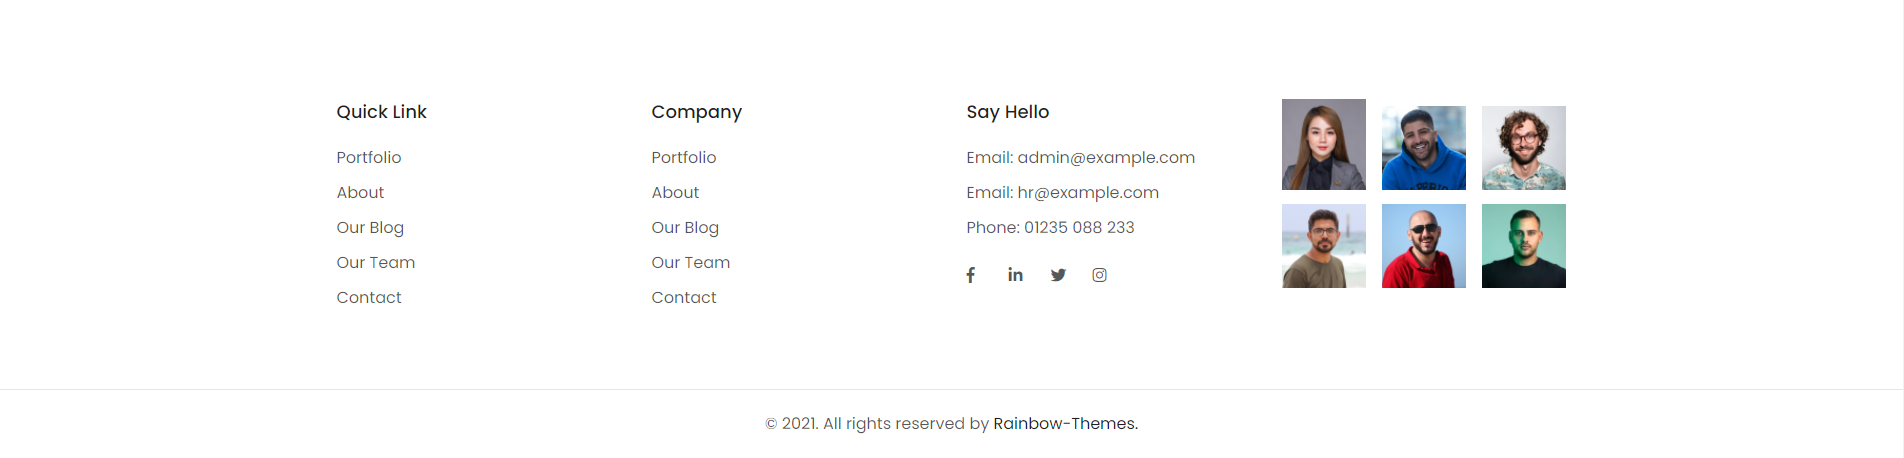 Quick Link
Portfolio
About
Our Blog
Our Team
Contact
Company
Portfolio
About
Our Blog
Our Team
Contact
Say Hello
Email: admin@example.com
Email: hr@example.com
Phone: 01235 088 233
© 2021. All rights reserved by Rainbow-Themes.